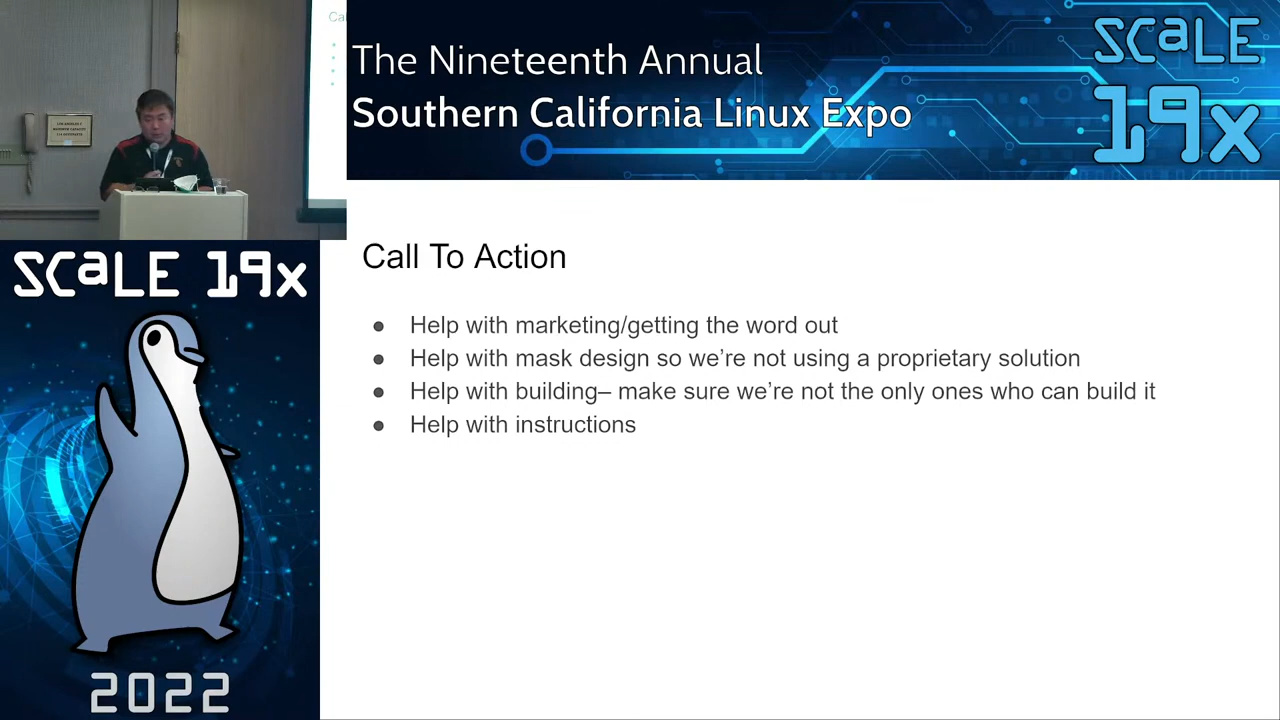 The Nineteenth Annual
Southern California Linux Expo
SCaLE
19x
SCaLE 19x
2022
Call To Action
● Help with marketing/getting the word out
● Help with mask design so we're not using a proprietary solution
● Help with building– make sure we're not the only ones who can build it
● Help with instructions